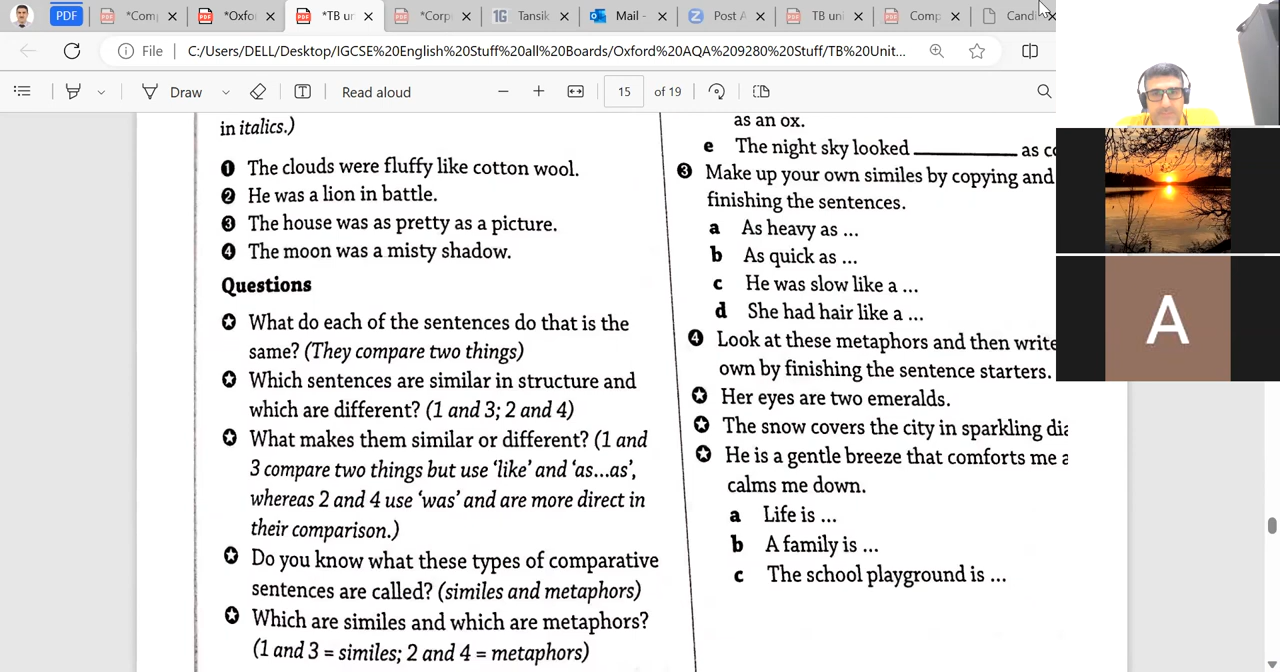 *Comp
*Oxfo
*TB ur
*Corp
1G Tansik
Mail -
Post A
TB uni
Comp
Candi
PDF
File
C:/Users/DELL/Desktop/IGCSE%20English%20Stuff%20all%20Boards/Oxford%20AQA%209280%20Stuff/TB%20Unit...
Draw
Read aloud
15 of 19
in italics.)
1 The clouds were fluffy like cotton wool.
2 He was a lion in battle.
3 The house was as pretty as a picture.
4 The moon was a misty shadow.
Questions
What do each of the sentences do that is the
same? (They compare two things)
Which sentences are similar in structure and
which are different? (1 and 3; 2 and 4)
What makes them similar or different? (1 and
3 compare two things but use ‘like’ and ‘as...as’,
whereas 2 and 4 use ‘was’ and are more direct in
their comparison.)
Do you know what these types of comparative
sentences are called? (similes and metaphors)
Which are similes and which are metaphors?
(1 and 3 = similes; 2 and 4 = metaphors)
as an ox.
e The night sky looked __________ as co
3 Make up your own similes by copying and
finishing the sentences.
a As heavy as ...
b As quick as ...
c He was slow like a ...
d She had hair like a ...
4 Look at these metaphors and then write
own by finishing the sentence starters.
Her eyes are two emeralds.
The snow covers the city in sparkling dia
He is a gentle breeze that comforts me a
calms me down.
a Life is ...
b A family is ...
c The school playground is ...
A